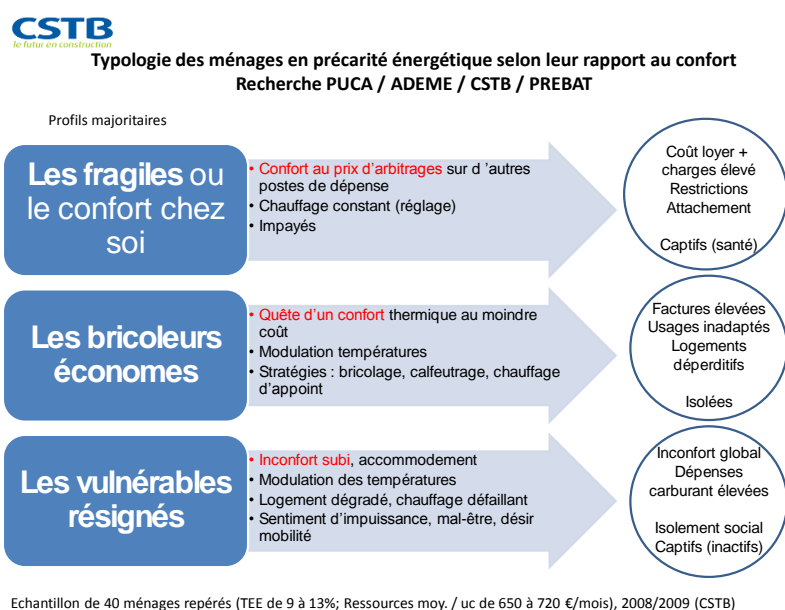 CSTB
le futur en construction
Typologie des ménages en précarité énergétique selon leur rapport au confort
Recherche PUCA / ADEME / CSTB / PREBAT
Profils majoritaires
Les fragiles ou
le confort chez
soi
• Confort au prix d'arbitrages sur d 'autres
postes de dépense
• Chauffage constant (réglage)
• Impayés
Coût loyer +
charges élevé
Restrictions
Attachement
Captifs (santé)
Les bricoleurs
économes
• Quête d'un confort thermique au moindre
coût
• Modulation températures
• Stratégies : bricolage, calfeutrage, chauffage
d'appoint
Factures élevées
Usages inadaptés
Logements
déperditifs
Isolées
Les vulnérables
résignés
• Inconfort subi, accommodement
• Modulation des températures
• Logement dégradé, chauffage défaillant
• Sentiment d'impuissance, mal-être, désir
mobilité
Inconfort global
Dépenses
carburant élevées
Isolement social
Captifs (inactifs)
Echantillon de 40 ménages repérés (TEE de 9 à 13%; Ressources moy. / uc de 650 à 720 €/mois), 2008/2009 (CSTB)